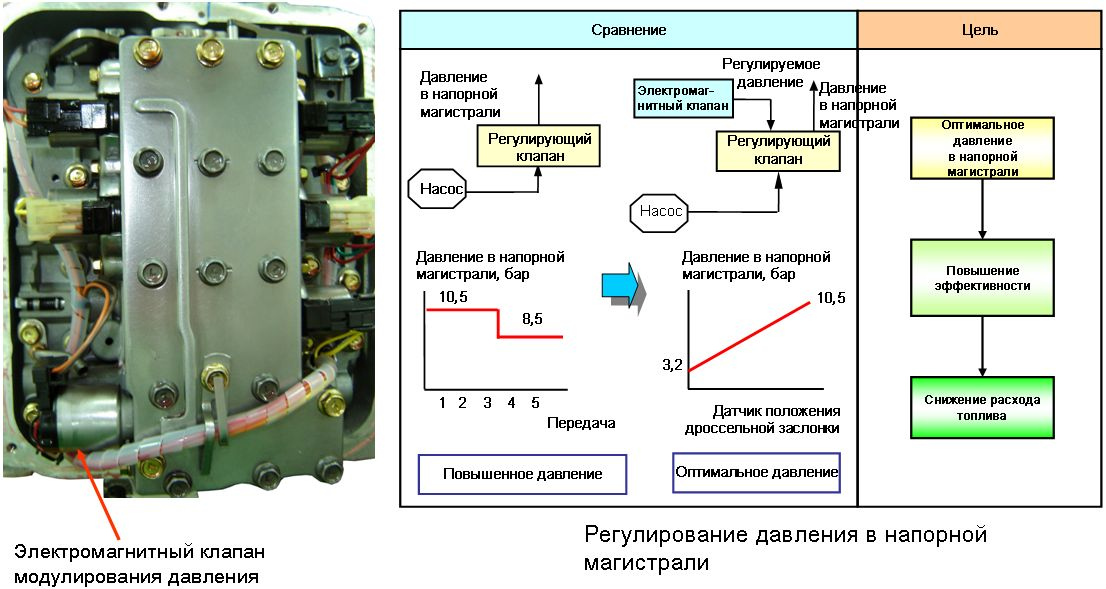 Сравнение
Цель
Давление
в напорной
магистрали
Регулирующий
клапан
Насос
Электромаг-
нитный клапан
Регулируемое
давление
Давление
в напорной
магистрали
Регулирующий
клапан
Насос
Давление в напорной
магистрали, бар
10,5
8,5
1 2 3 4 5
Передача
Повышенное давление
Давление в напорной
магистрали, бар
10,5
3,2
Датчик положения
дроссельной заслонки
Оптимальное давление
Оптимальное
давление
в напорной
магистрали
Повышение
эффективности
Снижение расхода
топлива
Электромагнитный клапан
модулирования давления
Регулирование давления в напорной
магистрали